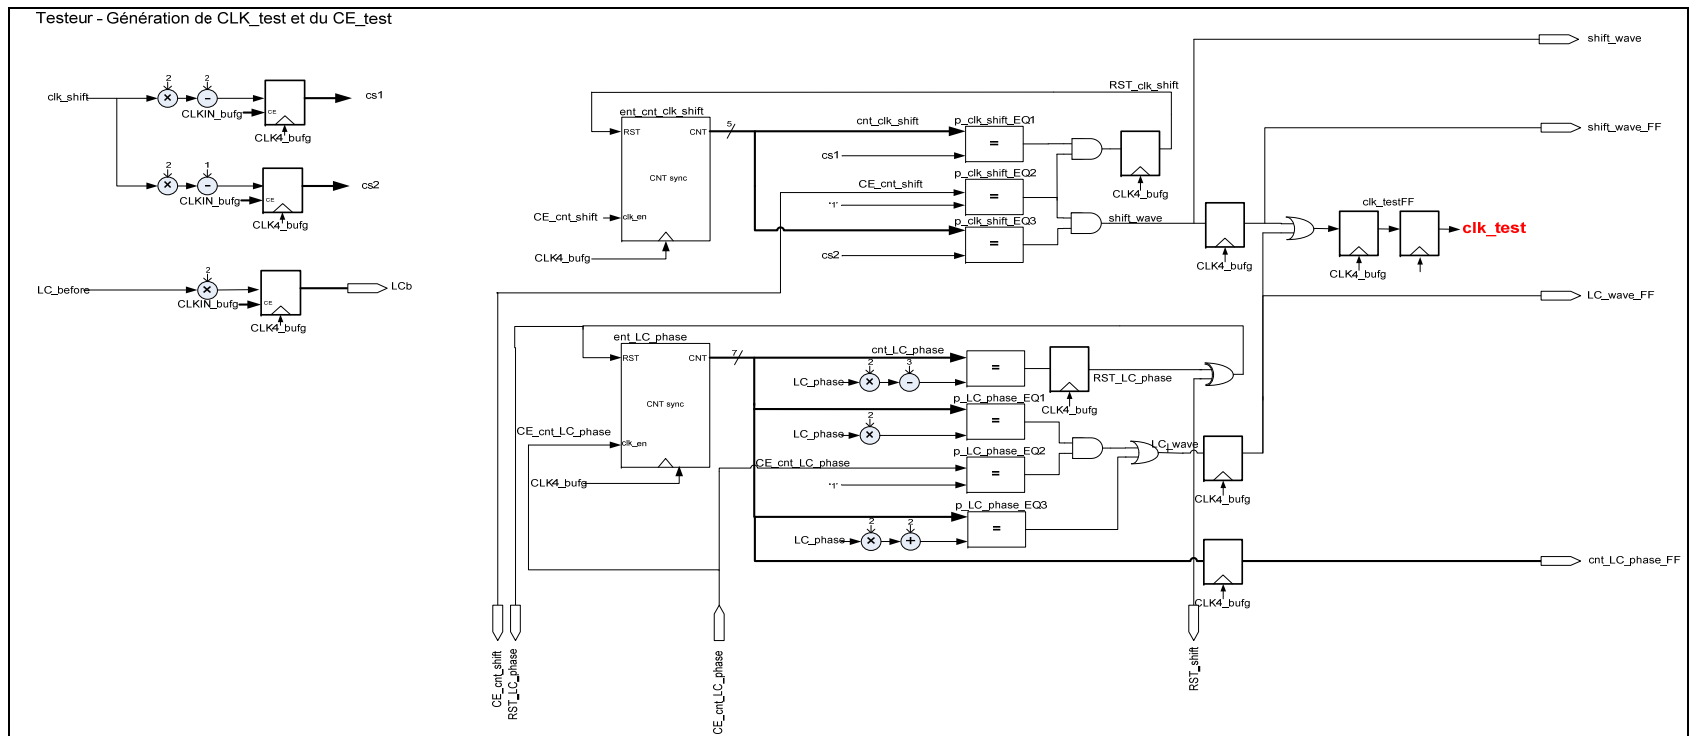 Testeur - Génération de CLK_test et du CE_test
shift_wave
clk_shift
2
×
2
-
CLKIN_bufg
CE
CLK4_bufg
cs1
2
×
1
-
CLKIN_bufg
CE
CLK4_bufg
cs2
LC_before
2
×
CLKIN_bufg
CE
CLK4_bufg
LCb
RST_clk_shift
ent_cnt_clk_shift
RST
CNT
5
CNT sync
CE_cnt_shift
clk_en
CLK4_bufg
cnt_clk_shift
p_clk_shift_EQ1
=
cs1
CLK4_bufg
p_clk_shift_EQ2
CE_cnt_shift
=
"1"
p_clk_shift_EQ3
=
cs2
shift_wave
CLK4_bufg
shift_wave_FF
clk_testFF
CLK4_bufg
clk_test
LC_wave_FF
ent_LC_phase
RST
CNT
7
CNT sync
CE_cnt_LC_phase
clk_en
CLK4_bufg
cnt_LC_phase
=
2
3
LC_phase
×
-
CLK4_bufg
RST_LC_phase
p_LC_phase_EQ1
=
2
LC_phase
×
p_LC_phase_EQ2
CE_cnt_LC_phase
=
"1"
LC_wave
CLK4_bufg
p_LC_phase_EQ3
=
2
2
LC_phase
×
+
CLK4_bufg
cnt_LC_phase_FF
CE_cnt_shift
RST_LC_phase
CE_cnt_LC_phase
RST_shift